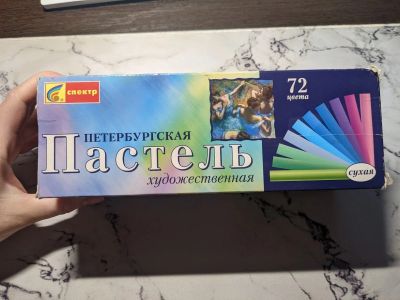 спектр
ПЕТЕРБУРГСКАЯ
Пастель
художественная
72
цвета
сухая